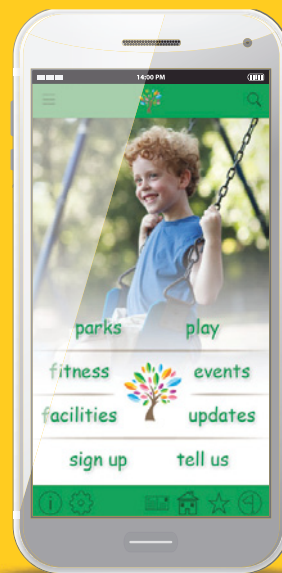 14:00 PM
parks play
fitness events
facilities updates
sign up tell us